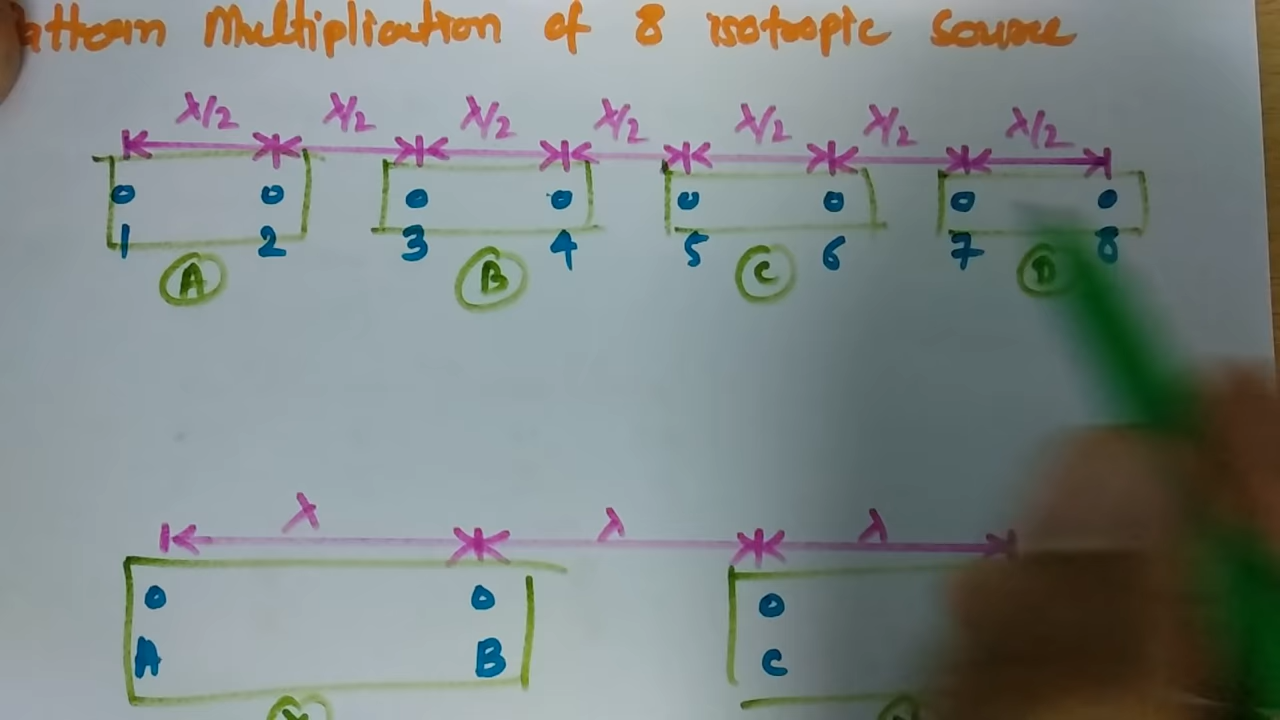 attern Multiplication of 8 isotropic Source
λ/2 λ/2 λ/2 λ/2 λ/2 λ/2 λ/2
1 2 3 4 5 6 7 8
A B C D
λ λ λ
A B C